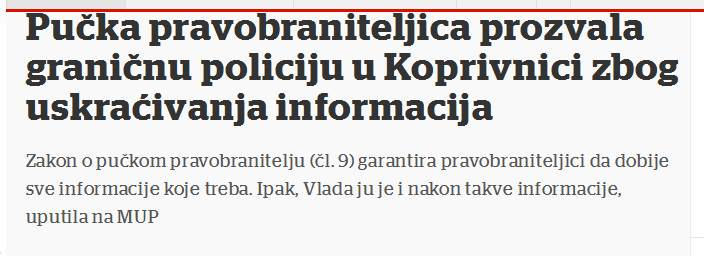 Pučka pravobraniteljica prozvala
graničnu policiju u Koprivnici zbog
uskraćivanja informacija
Zakon o pučkom pravobranitelju (čl. 9) garantira pravobraniteljici da dobije
sve informacije koje treba. Ipak, Vlada ju je i nakon takve informacije,
uputila na MUP